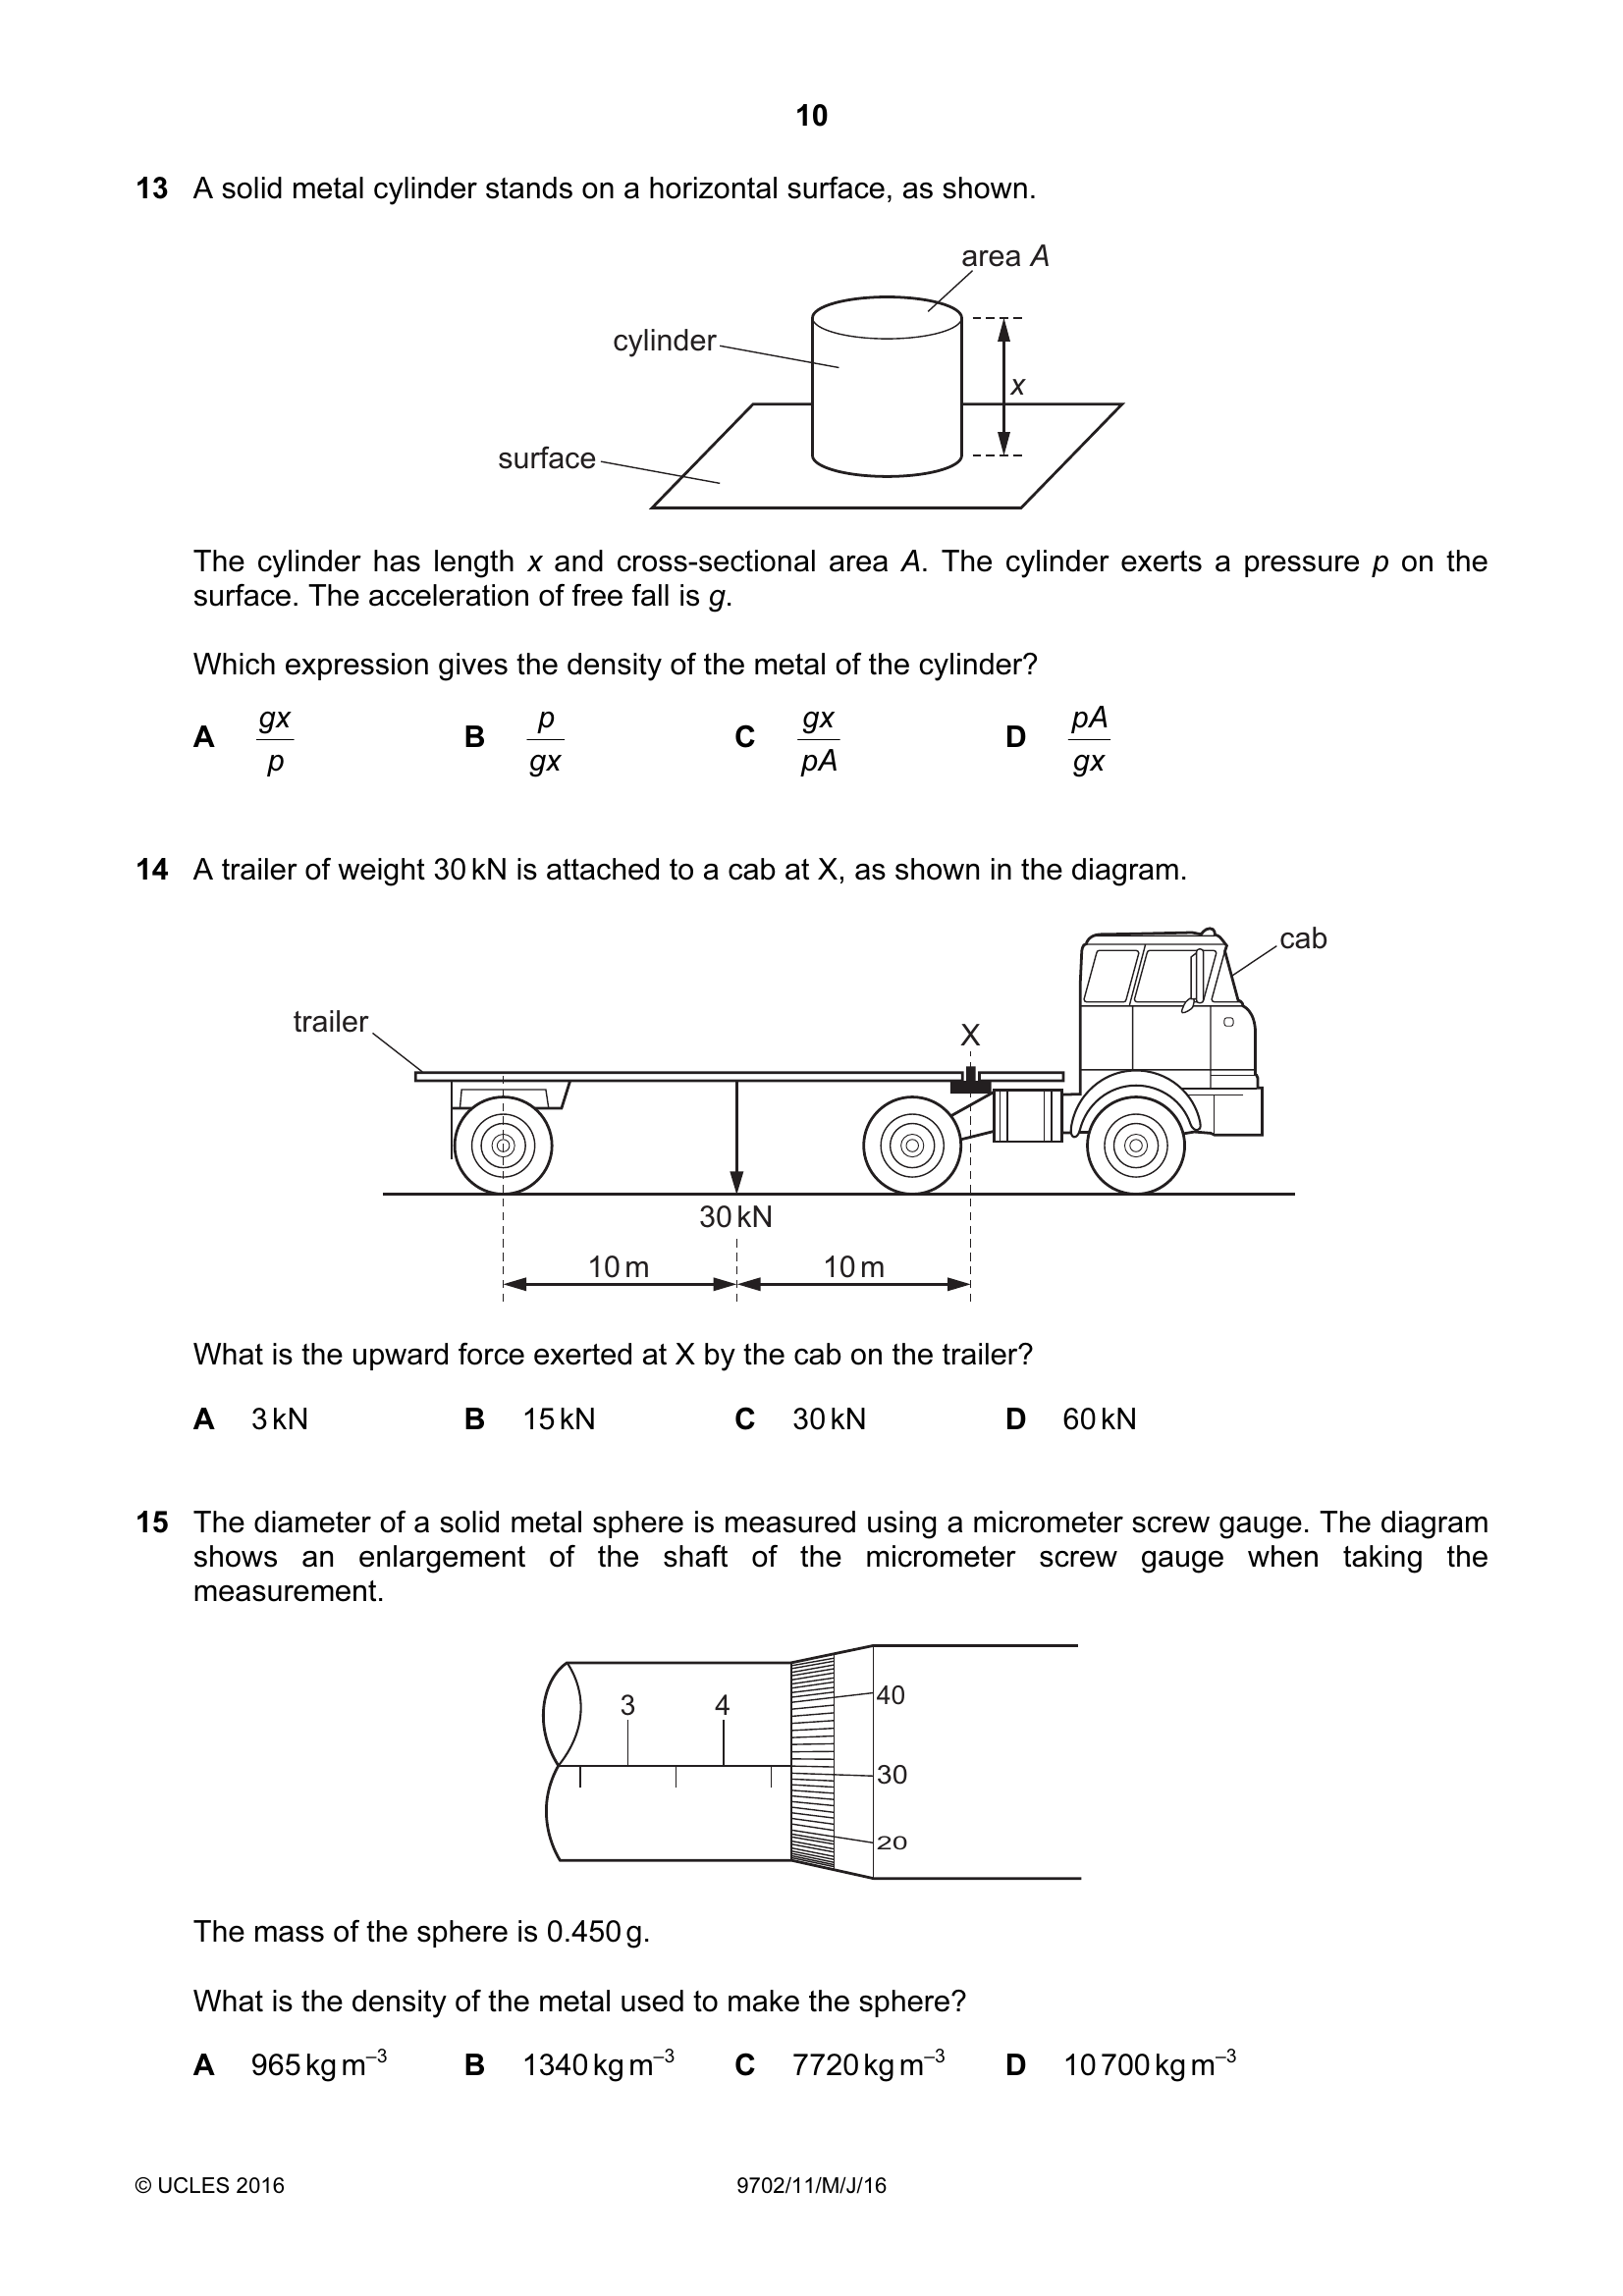 10
13 A solid metal cylinder stands on a horizontal surface, as shown.
area A
cylinder
x
surface
The cylinder has length x and cross-sectional area A. The cylinder exerts a pressure p on the
surface. The acceleration of free fall is g.
Which expression gives the density of the metal of the cylinder?
A gx/p B p/gx C gx/pA D pA/gx
14 A trailer of weight 30 kN is attached to a cab at X, as shown in the diagram.
cab
trailer
X
30 kN
10 m 10 m
What is the upward force exerted at X by the cab on the trailer?
A 3 kN B 15 kN C 30 kN D 60 kN
15 The diameter of a solid metal sphere is measured using a micrometer screw gauge. The diagram
shows an enlargement of the shaft of the micrometer screw gauge when taking the
measurement.
3 4
40
30
20
The mass of the sphere is 0.450 g.
What is the density of the metal used to make the sphere?
A 965 kg m⁻³ B 1340 kg m⁻³ C 7720 kg m⁻³ D 10 700 kg m⁻³
© UCLES 2016 9702/11/M/J/16